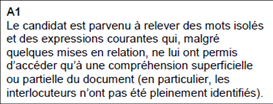 A1
Le candidat est parvenu à relever des mots isolés
et des expressions courantes qui, malgré
quelques mises en relation, ne lui ont permis
d'accéder qu'à une compréhension superficielle
ou partielle du document (en particulier, les
interlocuteurs n'ont pas été pleinement identifiés).